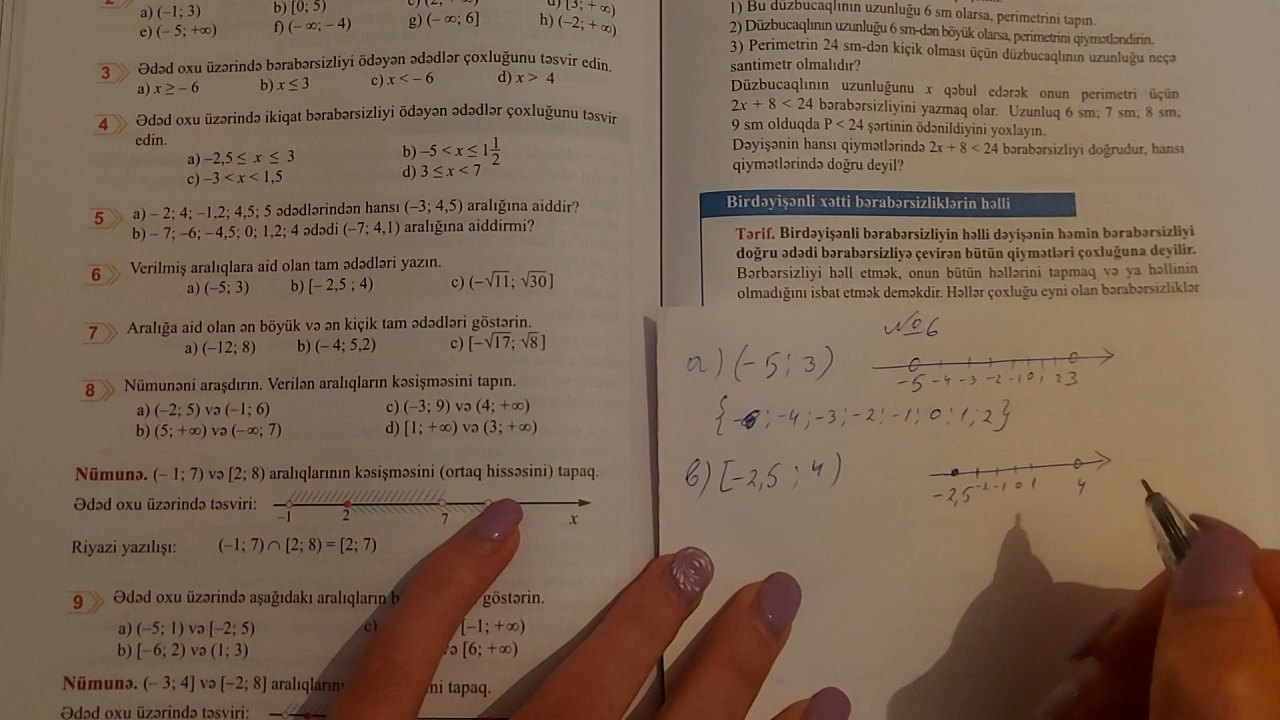 a) (−1; 3) b) [0; 5) d) [3; +∞)
e) (− 5; +∞) f) (− ∞; − 4) g) (− ∞; 6] h) (−2; +∞)
3 Ədəd oxu üzərində bərabərsizliyi ödəyən ədədlər çoxluğunu təsvir edin.
a) x ≥ − 6 b) x ≤ 3 c) x < − 6 d) x > 4
4 Ədəd oxu üzərində ikiqat bərabərsizliyi ödəyən ədədlər çoxluğunu təsvir
edin.
a) −2,5 ≤ x ≤ 3 b) −5 < x ≤ 1 1/2
c) −3 < x < 1,5 d) 3 ≤ x < 7
5 a) − 2; 4; −1,2; 4,5; 5 ədədlərindən hansı (−3; 4,5) aralığına aiddir?
b) − 7; −6; −4,5; 0; 1,2; 4 ədədi (−7; 4,1) aralığına aiddirmi?
6 Verilmiş aralıqlara aid olan tam ədədləri yazın.
a) (−5; 3) b) [− 2,5 ; 4) c) (−√11; √30]
7 Aralığa aid olan ən böyük və ən kiçik tam ədədləri göstərin.
a) (−12; 8) b) (− 4; 5,2) c) [−√17; √8]
8 Nümunəni araşdırın. Verilən aralıqların kəsişməsini tapın.
a) (−2; 5) və (−1; 6) c) (−3; 9) və (4; +∞)
b) (5; +∞) və (−∞; 7) d) [1; +∞) və (3; +∞)
Nümunə. (− 1; 7) və [2; 8) aralıqlarının kəsişməsini (ortaq hissəsini) tapaq.
Ədəd oxu üzərində təsviri: −1 2 7 x
Riyazi yazılışı: (−1; 7) ∩ [2; 8) = [2; 7)
9 Ədəd oxu üzərində aşağıdakı aralıqların b göstərin.
a) (−5; 1) və [−2; 5) c) [−1; +∞)
b) [−6; 2) və (1; 3) və [6; +∞)
Nümunə. (− 3; 4] və [−2; 8] aralıqların ni tapaq.
Ədəd oxu üzərində təsviri:
1) Bu düzbucaqlının uzunluğu 6 sm olarsa, perimetrini tapın.
2) Düzbucaqlının uzunluğu 6 sm-dən böyük olarsa, perimetrini qiymətləndirin.
3) Perimetrin 24 sm-dən kiçik olması üçün düzbucaqlının uzunluğu neçə
santimetr olmalıdır?
Düzbucaqlının uzunluğunu x qəbul edərək onun perimetri üçün
2x + 8 < 24 bərabərsizliyini yazmaq olar. Uzunluq 6 sm; 7 sm; 8 sm;
9 sm olduqda P < 24 şərtinin ödənildiyini yoxlayın.
Dəyişənin hansı qiymətlərində 2x + 8 < 24 bərabərsizliyi doğrudur, hansı
qiymətlərində doğru deyil?
Birdəyişənli xətti bərabərsizliklərin həlli
Tərif. Birdəyişənli bərabərsizliyin həlli dəyişənin həmin bərabərsizliyi
doğru ədədi bərabərsizliyə çevirən bütün qiymətləri çoxluğuna deyilir.
Bərbərsizliyi həll etmək, onun bütün həllərini tapmaq və ya həllinin
olmadığını isbat etmək deməkdir. Həllər çoxluğu eyni olan bərabərsizliklər
№6
a) (−5; 3) −5 −4 −3 −2 −1 0 1 2 3
{ −4; −3; −2; −1; 0; 1; 2}
b) [−2,5 ; 4) −2,5 −2 −1 0 1 4